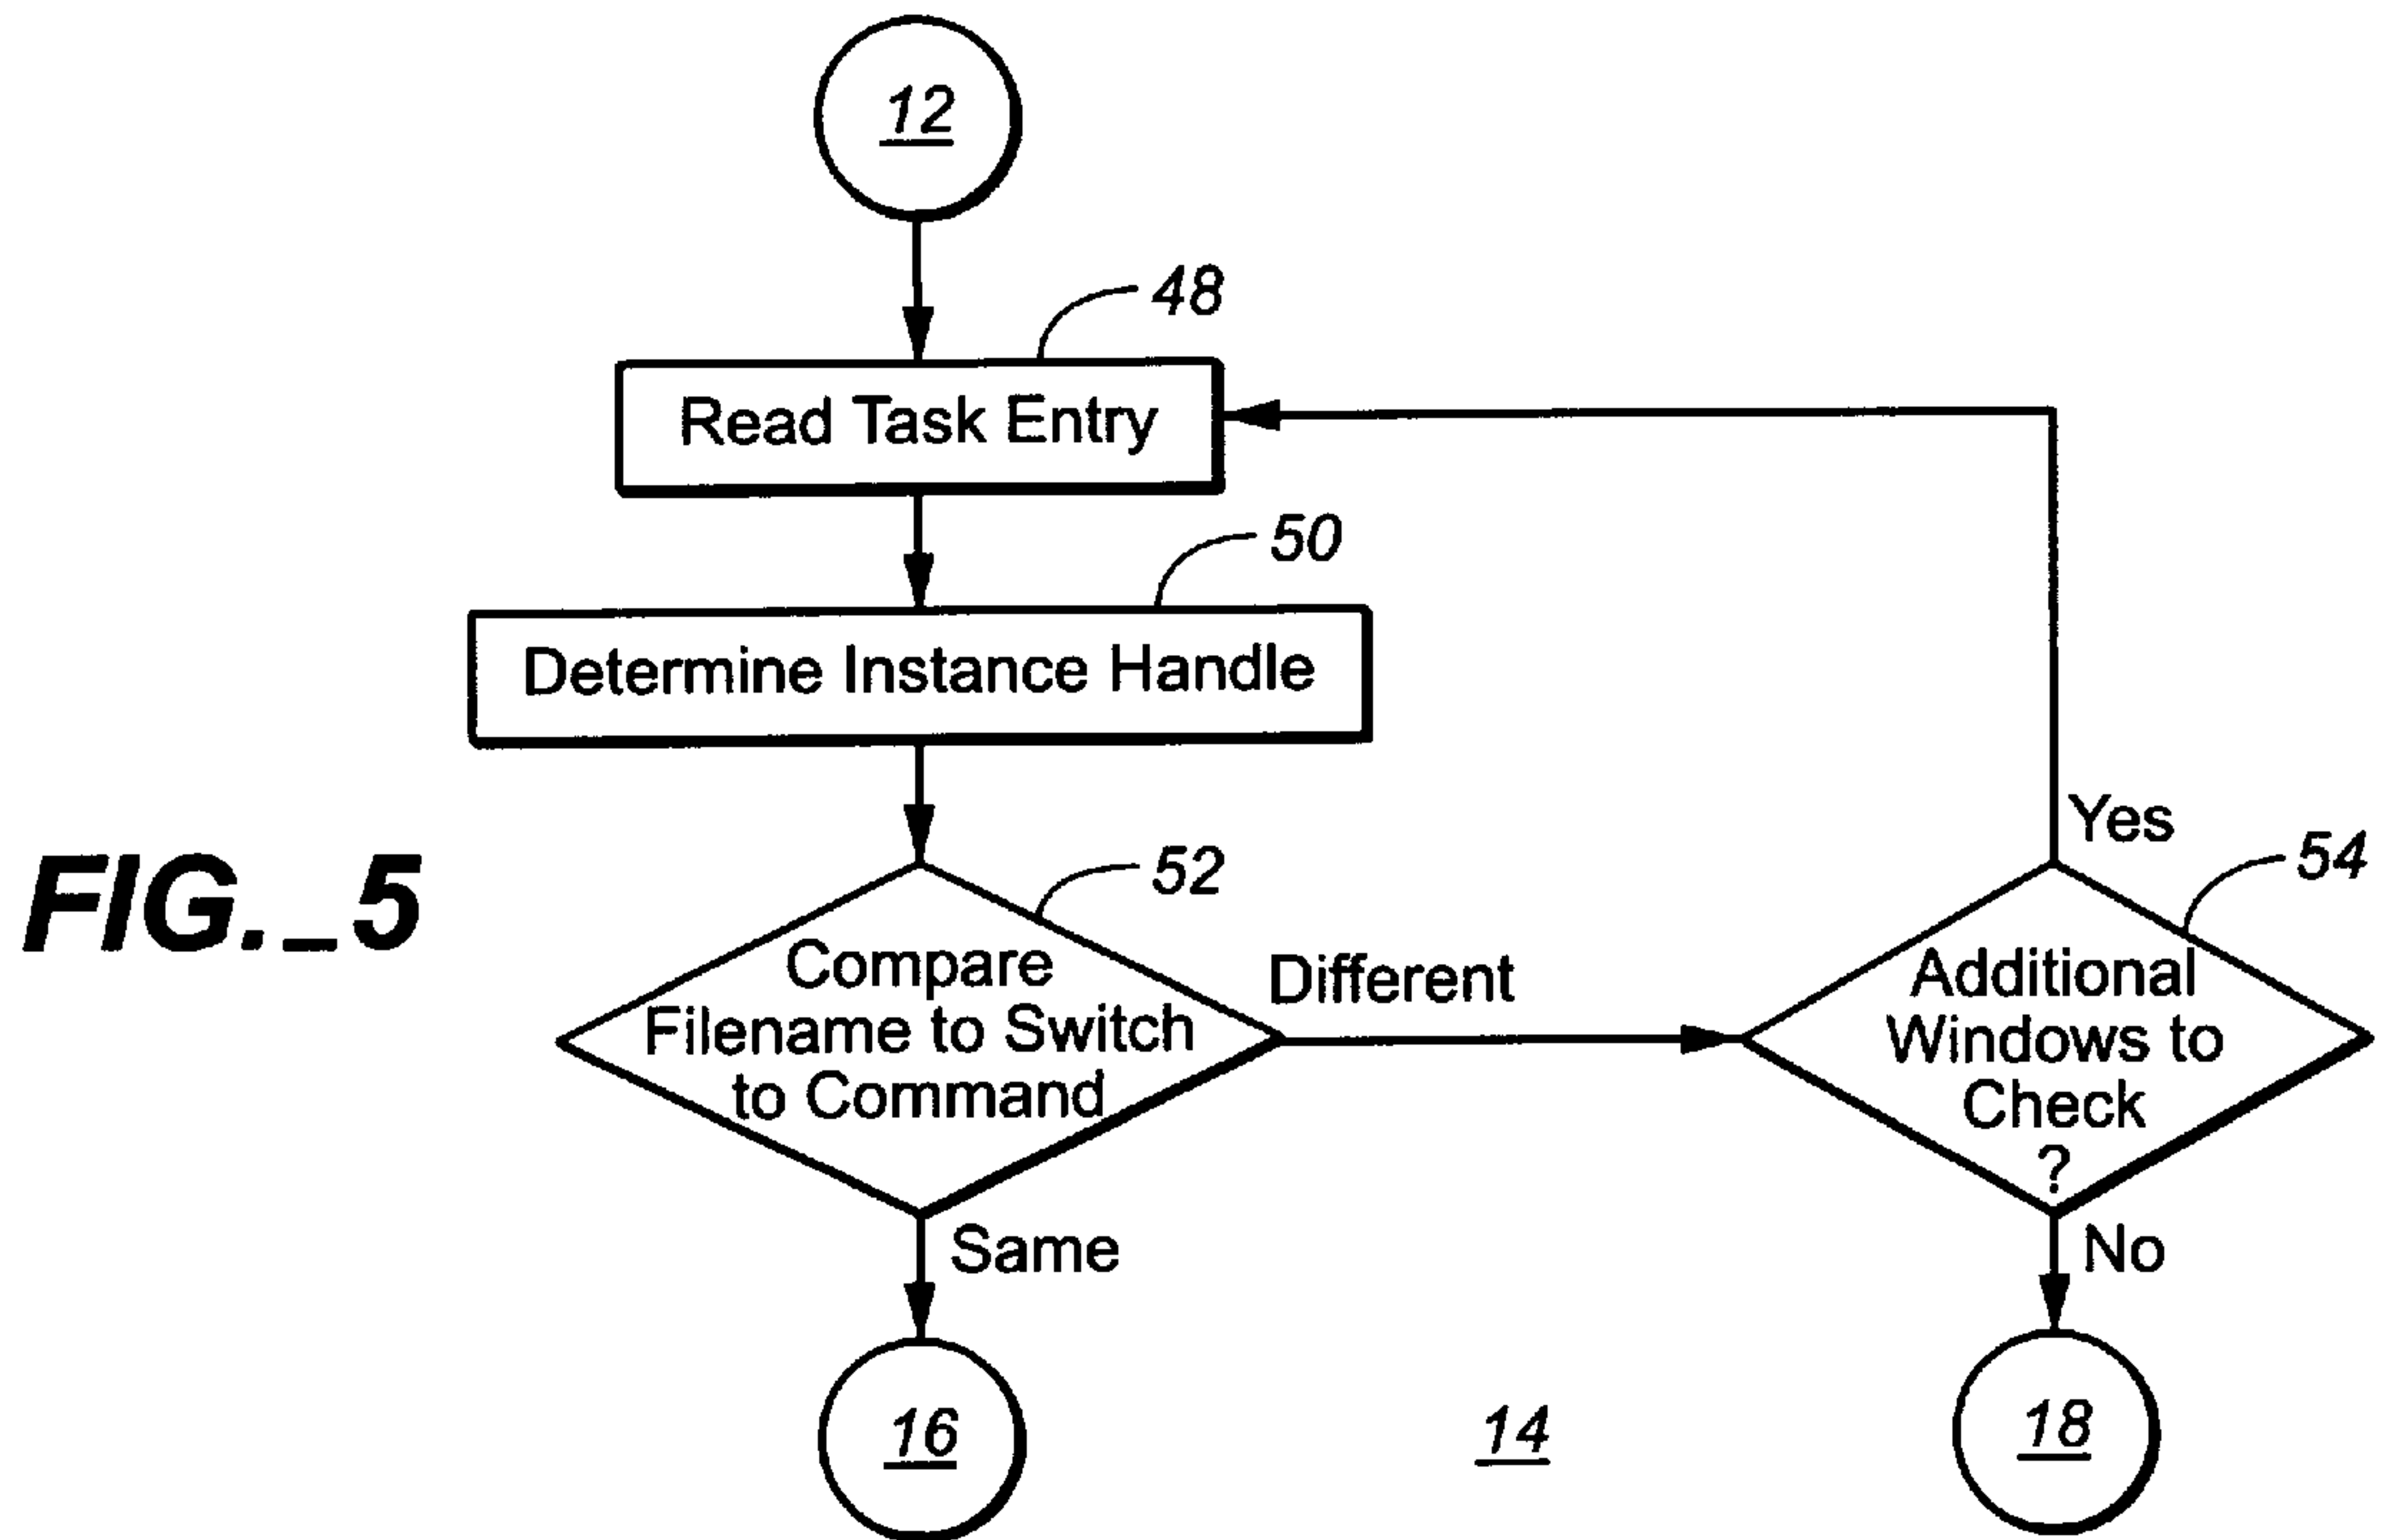 12
48
Read Task Entry
50
Determine Instance Handle
FIG._5
52
Compare
Filename to Switch
to Command
Different
Yes
54
Additional
Windows to
Check
?
Same
No
16
14
18